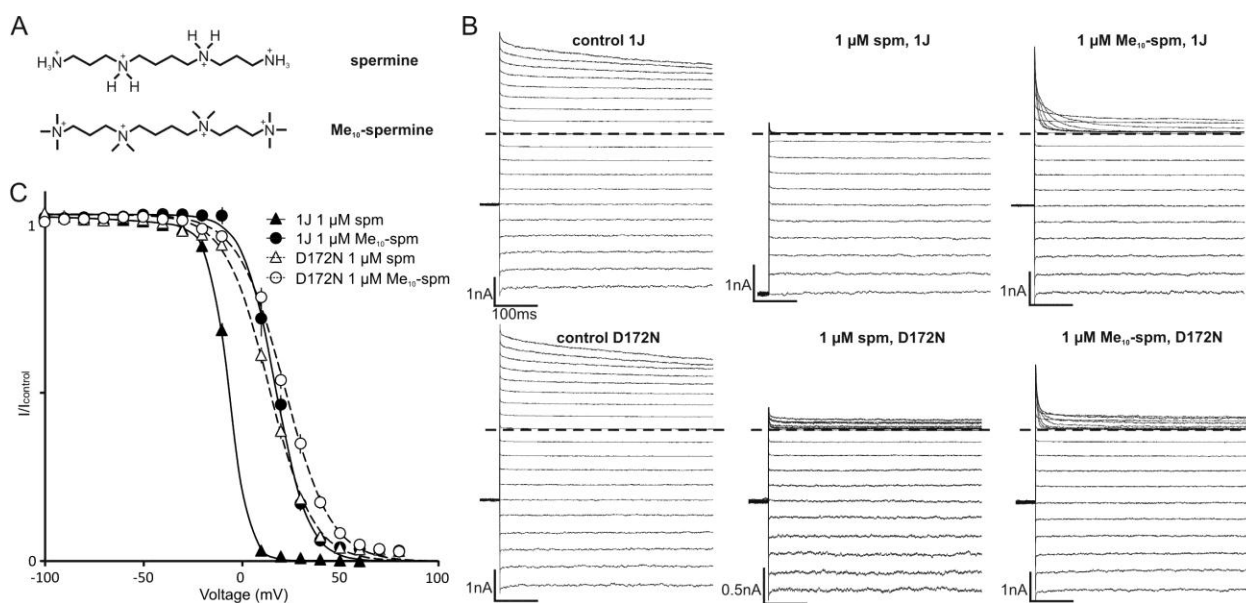 A
H₃N⁺ N⁺ H H H H N⁺ NH₃⁺ spermine
N⁺ N⁺ N⁺ N⁺ Me₁₀-spermine
B
control 1J 1 µM spm, 1J 1 µM Me₁₀-spm, 1J
1nA 100ms
1nA
1nA
control D172N 1 µM spm, D172N 1 µM Me₁₀-spm, D172N
1nA
0.5nA
1nA
C
1J 1 µM spm
1J 1 µM Me₁₀-spm
D172N 1 µM spm
D172N 1 µM Me₁₀-spm
I/Icontrol
1
0
-100 -50 0 50 100
Voltage (mV)